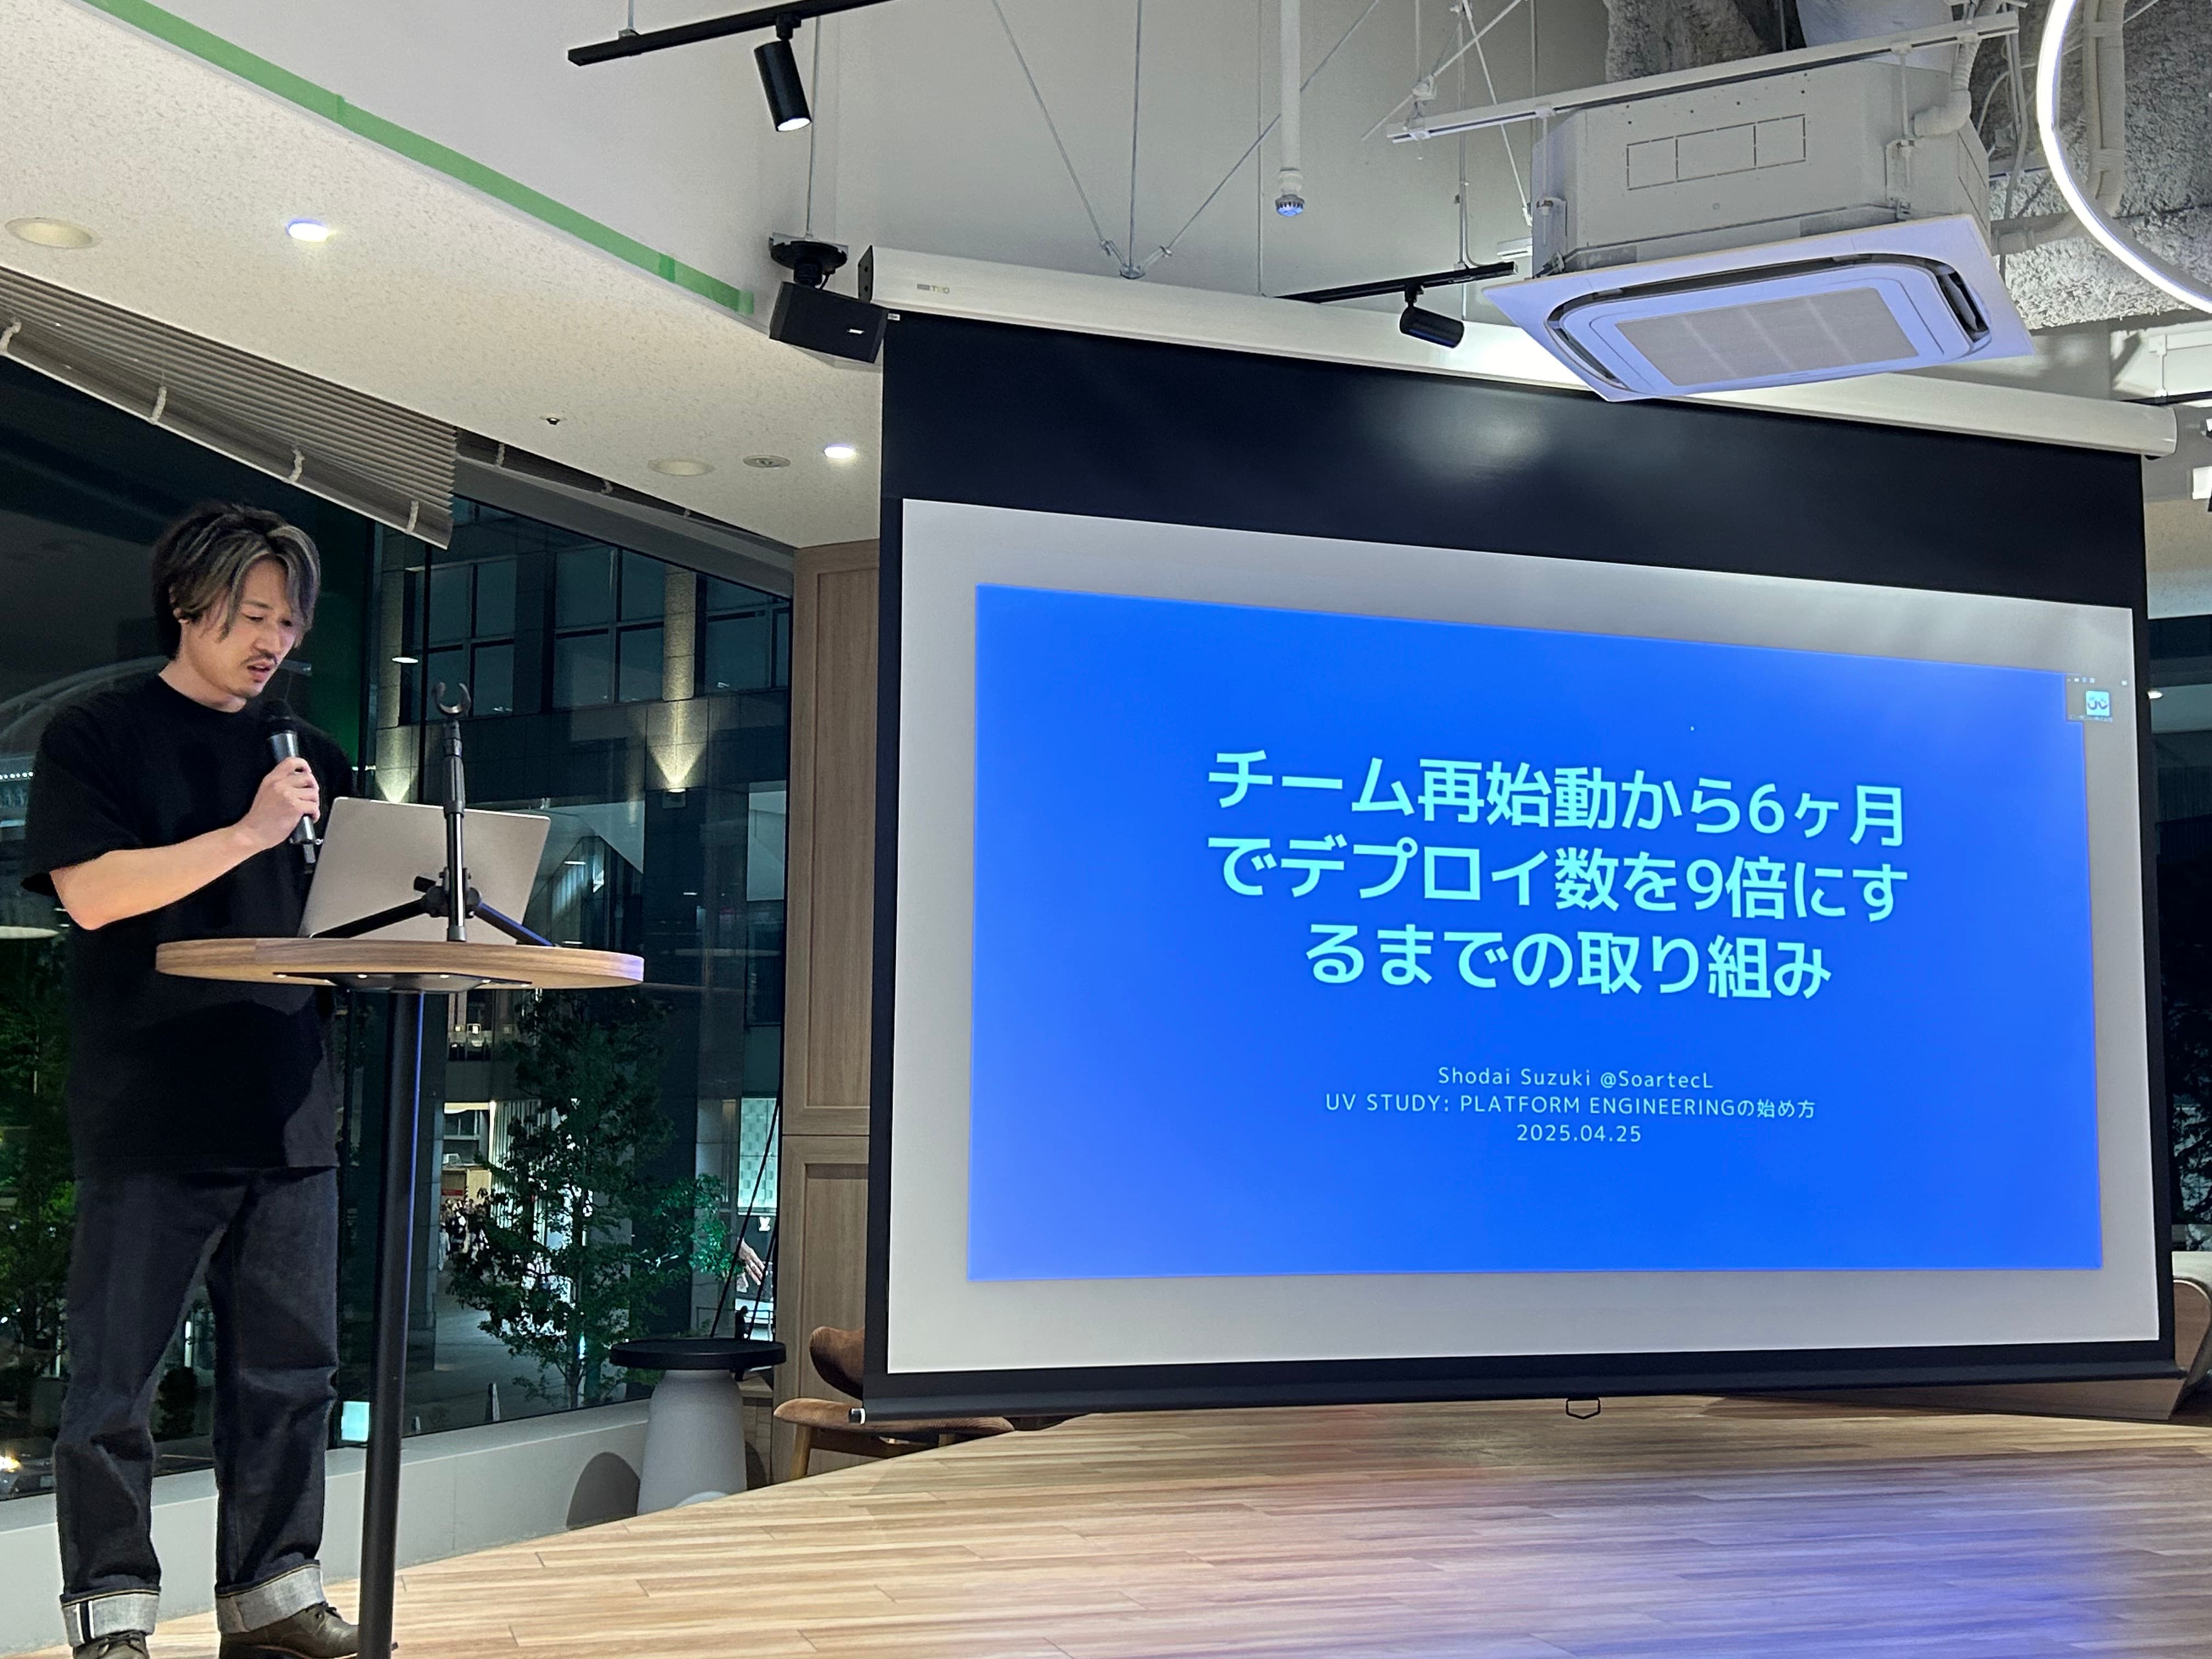 チーム再始動から6ヶ月
でデプロイ数を9倍にす
るまでの取り組み
Shodai Suzuki @SoartecL
UV STUDY: PLATFORM ENGINEERINGの始め方
2025.04.25